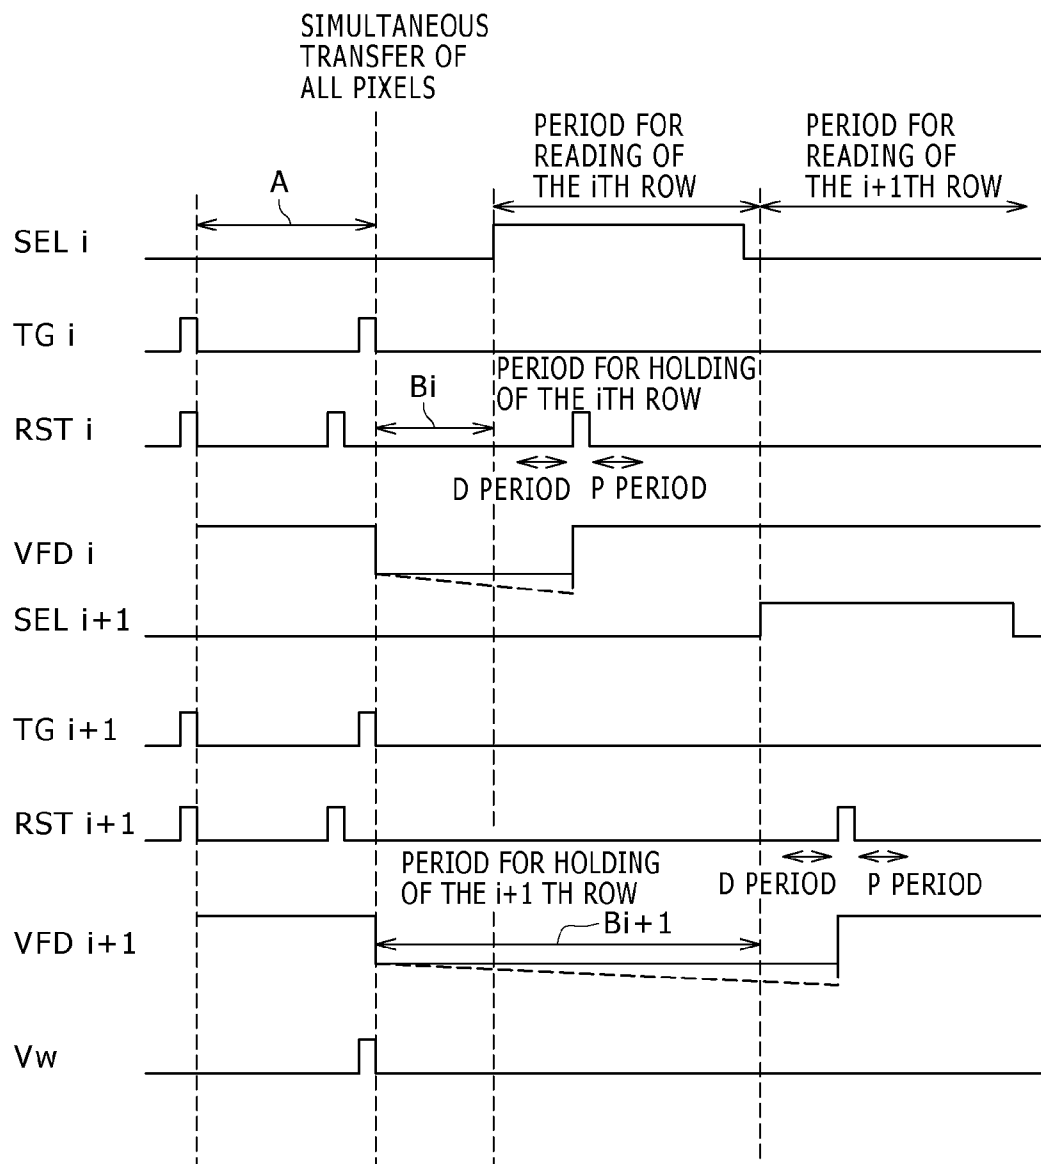 SIMULTANEOUS
TRANSFER OF
ALL PIXELS
PERIOD FOR
READING OF
THE iTH ROW
PERIOD FOR
READING OF
THE i+1TH ROW
A
SEL i
TG i
PERIOD FOR HOLDING
OF THE iTH ROW
Bi
RST i
D PERIOD
P PERIOD
VFD i
SEL i+1
TG i+1
RST i+1
PERIOD FOR HOLDING
OF THE i+1 TH ROW
D PERIOD
P PERIOD
Bi+1
VFD i+1
Vw